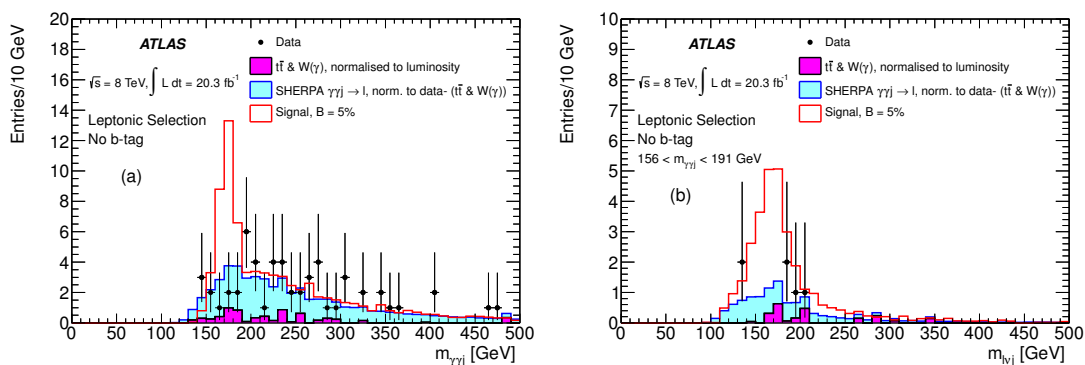 Entries/10 GeV
20
18
16
14
12
10
8
6
4
2
0
ATLAS
√s = 8 TeV, ∫ L dt = 20.3 fb⁻¹
Leptonic Selection
No b-tag
(a)
Data
tt̄ & W(γ), normalised to luminosity
SHERPA γγj → l, norm. to data- (tt̄ & W(γ))
Signal, B = 5%
0 50 100 150 200 250 300 350 400 450 500
m_γγj [GeV]
Entries/10 GeV
10
9
8
7
6
5
4
3
2
1
0
ATLAS
√s = 8 TeV, ∫ L dt = 20.3 fb⁻¹
Leptonic Selection
No b-tag
156 < m_γγj < 191 GeV
(b)
Data
tt̄ & W(γ), normalised to luminosity
SHERPA γγj → l, norm. to data- (tt̄ & W(γ))
Signal, B = 5%
0 50 100 150 200 250 300 350 400 450 500
m_lνj [GeV]